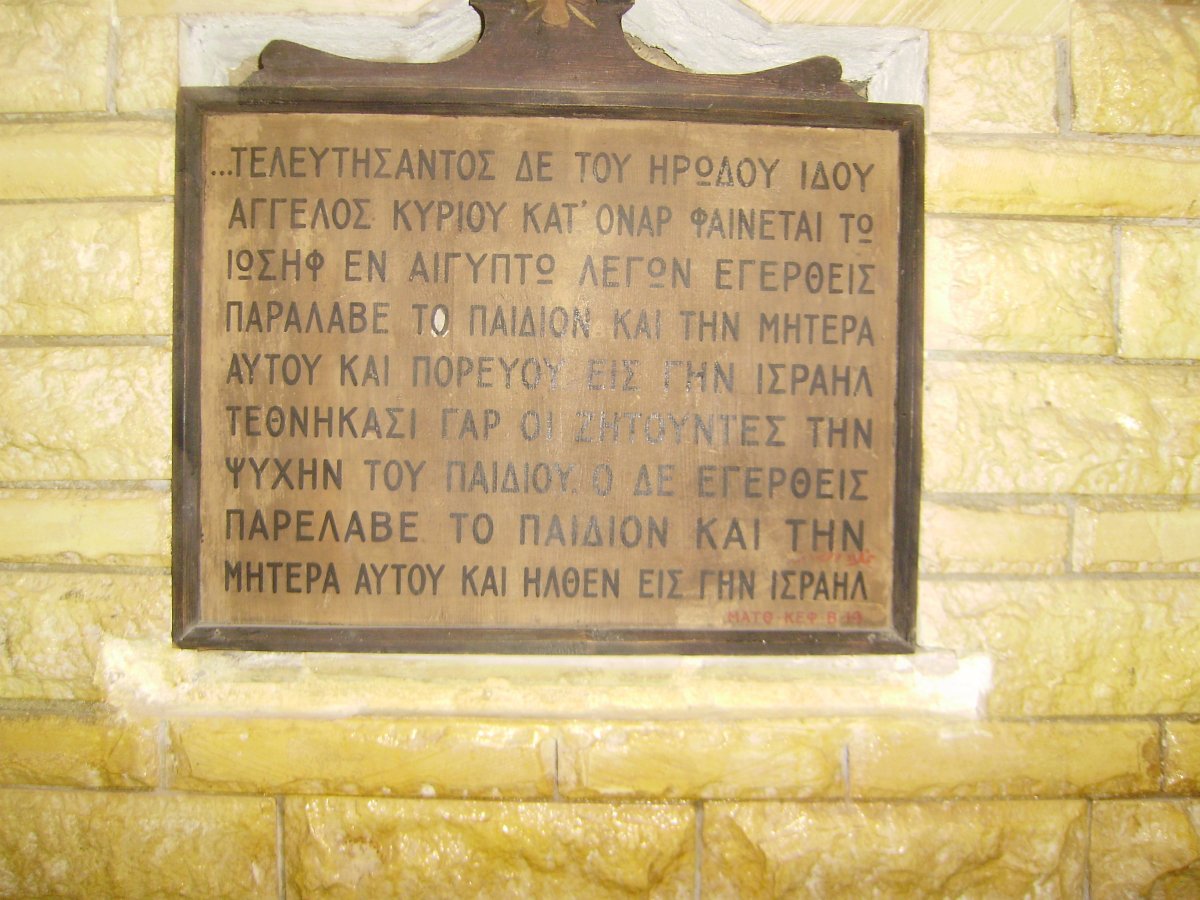 ...ΤΕΛΕΥΤΗΣΑΝΤΟΣ ΔΕ ΤΟΥ ΗΡΩΔΟΥ ΙΔΟΥ
ΑΓΓΕΛΟΣ ΚΥΡΙΟΥ ΚΑΤ' ΟΝΑΡ ΦΑΙΝΕΤΑΙ ΤΩ
ΙΩΣΗΦ ΕΝ ΑΙΓΥΠΤΩ ΛΕΓΩΝ ΕΓΕΡΘΕΙΣ
ΠΑΡΑΛΑΒΕ ΤΟ ΠΑΙΔΙΟΝ ΚΑΙ ΤΗΝ ΜΗΤΕΡΑ
ΑΥΤΟΥ ΚΑΙ ΠΟΡΕΥΟΥ ΕΙΣ ΓΗΝ ΙΣΡΑΗΛ
ΤΕΘΝΗΚΑΣΙ ΓΑΡ ΟΙ ΖΗΤΟΥΝΤΕΣ ΤΗΝ
ΨΥΧΗΝ ΤΟΥ ΠΑΙΔΙΟΥ. Ο ΔΕ ΕΓΕΡΘΕΙΣ
ΠΑΡΕΛΑΒΕ ΤΟ ΠΑΙΔΙΟΝ ΚΑΙ ΤΗΝ
ΜΗΤΕΡΑ ΑΥΤΟΥ ΚΑΙ ΗΛΘΕΝ ΕΙΣ ΓΗΝ ΙΣΡΑΗΛ
ΜΑΤΘ. ΚΕΦ. Β 19